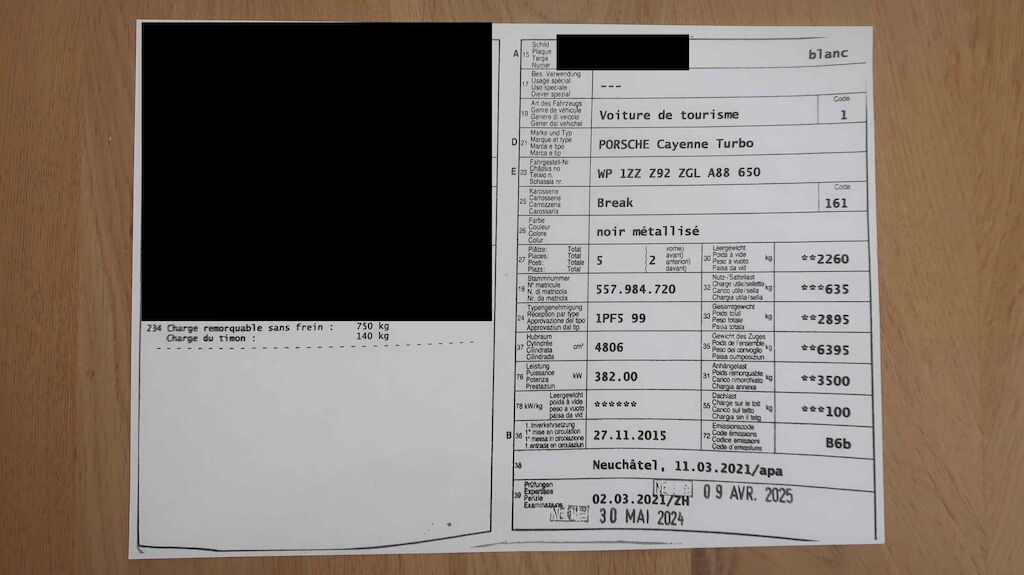 234 Charge remorquable sans frein : 750 kg
Charge du timon : 140 kg
A 15 Schild
Plaque
Targa
Numer
blanc
17 Bes. Verwendung
Usage spécial
Uso speciale
Diever spezial
---
19 Art des Fahrzeugs
Genre de véhicule
Genere di veicolo
Gener dal vehichel
Voiture de tourisme
Code
1
D 21 Marke und Typ
Marque et type
Marca e tipo
Marca e tip
PORSCHE Cayenne Turbo
E 23 Fahrgestell-Nr.
Châssis no
Telaio n.
Schassis nr.
WP 1ZZ Z92 ZGL A88 650
25 Karosserie
Carrosserie
Carrozzeria
Carossaria
Break
Code
161
26 Farbe
Couleur
Colore
Colur
noir métallisé
27 Plätze: Total
Places: Total
Posti: Totale
Plazs: Total
5 (2 vorne)
avant)
anteriori)
davant)
30 Leergewicht
Poids à vide
Peso a vuoto
Paisa da vid
kg **2260
18 Stammnummer
N° matricule
N. di matricola
Nr. da matricla
557.984.720
32 Nutz-/Sattellast
Charge utile/sellette
Carico utile/sella
Chargia utila/sella
kg ***635
24 Typengenehmigung
Réception par type
Approvazione del tipo
Approvaziun dal tip
1PF5 99
33 Gesamtgewicht
Poids total
Peso totale
Paisa totala
kg **2895
37 Hubraum
Cylindrée
Cilindrata
Cilindrada
cm³ 4806
35 Gewicht des Zuges
Poids de l'ensemble
Peso del convoglio
Paisa cumposiziun
kg **6395
76 Leistung
Puissance
Potenza
Prestaziun
kW 382.00
31 Anhängelast
Poids remorquable
Carico rimorchiato
Chargia annexa
kg **3500
78 kW/kg Leergewicht
poids à vide
peso a vuoto
paisa da vid
******
55 Dachlast
Charge sur le toit
Carico sul tetto
Chargia sin il tetg
kg ***100
B 36 1. Inverkehrsetzung
1re mise en circulation
1a messa in circolazione
1. entrada en circulaziun
27.11.2015
72 Emissionscode
Code émissions
Codice emissioni
Code d'emissiuns
B6b
38 Neuchâtel, 11.03.2021/apa
39 Prüfungen
Expertises
Perizie
Examinaziuns
02.03.2021/ZH
09 AVR. 2025
30 MAI 2024